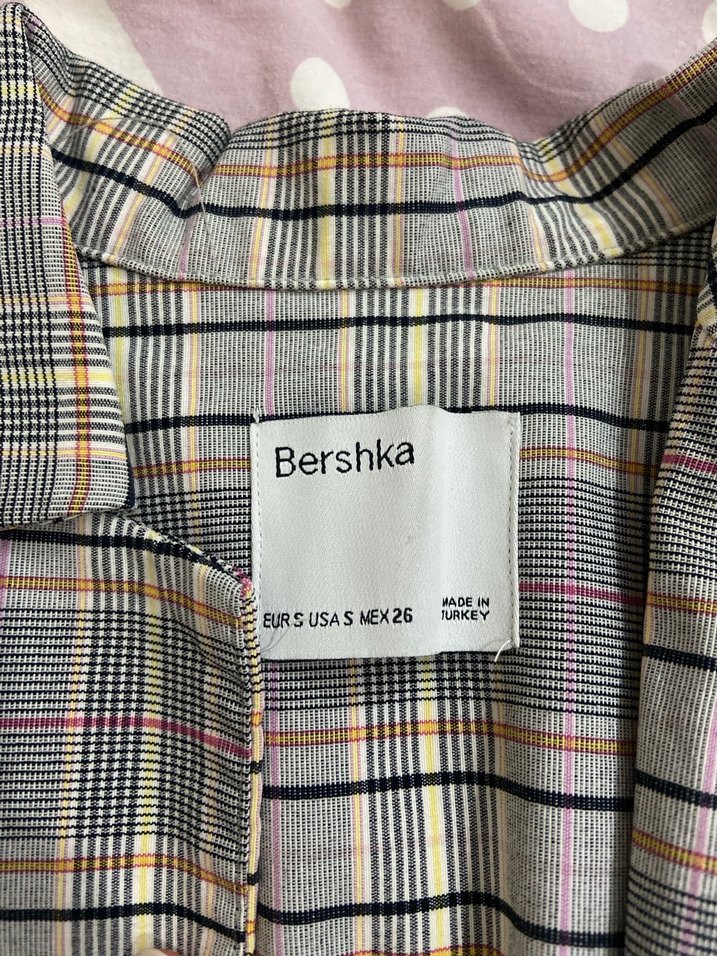 Bershka
EUR S USA S MEX 26
MADE IN
TURKEY